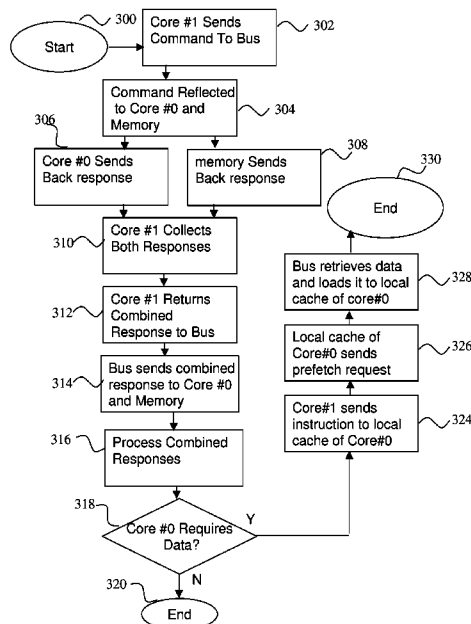 300
Start
Core #1 Sends
Command To Bus
302
Command Reflected
to Core #0 and
Memory
304
306
Core #0 Sends
Back response
memory Sends
Back response
308
310
Core #1 Collects
Both Responses
312
Core #1 Returns
Combined
Response to Bus
314
Bus sends combined
response to Core #0
and Memory
316
Process Combined
Responses
318
Core #0 Requires
Data?
Y
N
320
End
Core#1 sends
instruction to local
cache of Core#0
324
Local cache of
Core#0 sends
prefetch request
326
Bus retrieves data
and loads it to local
cache of core#0
328
330
End